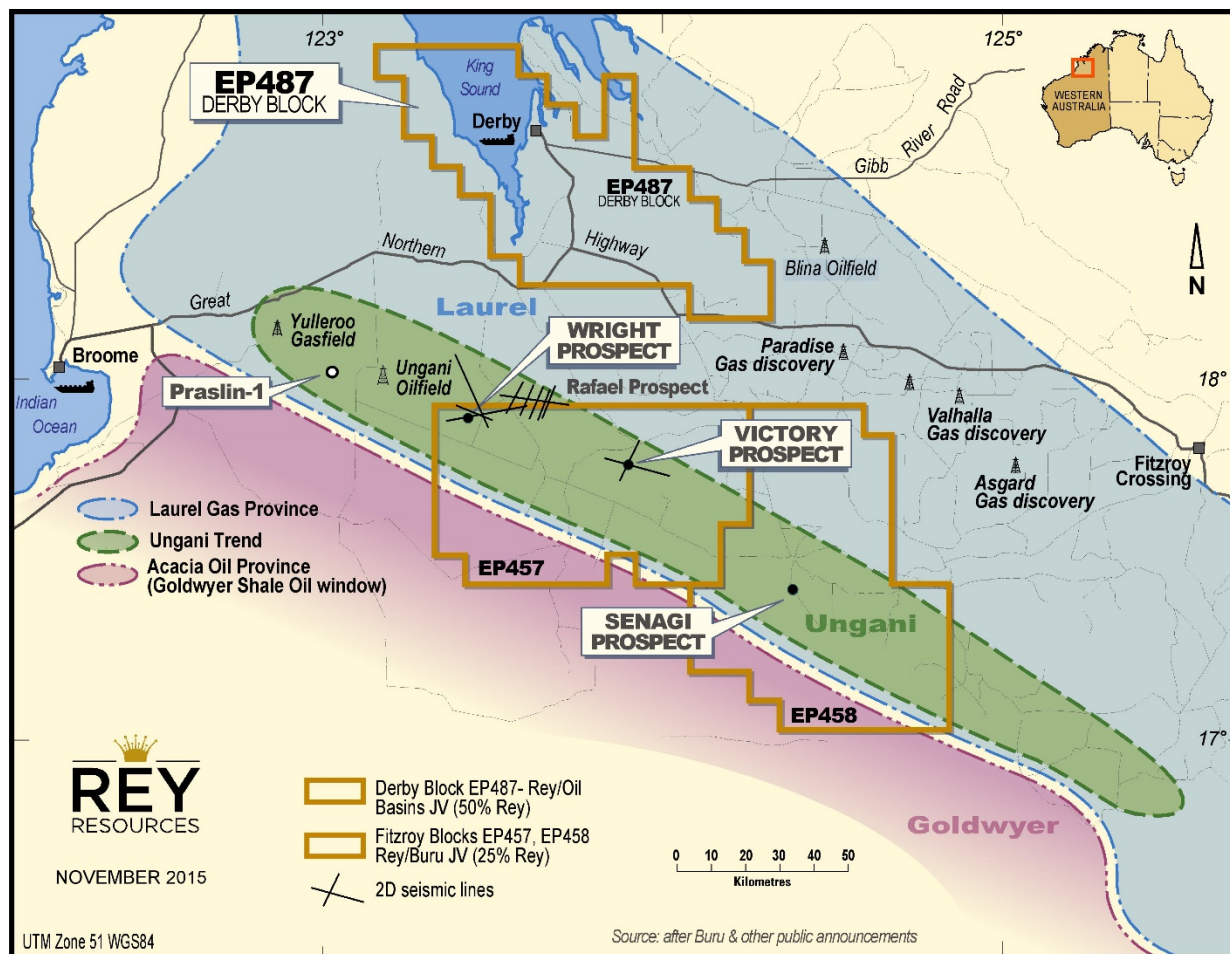 123°
125°
EP487
DERBY BLOCK
King
Sound
Derby
WESTERN
AUSTRALIA
Gibb River Road
EP487
DERBY BLOCK
N
Great Northern Highway
Blina Oilfield
Laurel
Yulleroo
Gasfield
WRIGHT
PROSPECT
Paradise
Gas discovery
Broome
Ungani
Oilfield
Rafael Prospect
18°
Praslin-1
Indian
Ocean
Valhalla
Gas discovery
VICTORY
PROSPECT
Fitzroy
Crossing
Asgard
Gas discovery
Laurel Gas Province
Ungani Trend
Acacia Oil Province
(Goldwyer Shale Oil window)
EP457
SENAGI
PROSPECT
Ungani
EP458
17°
REY
RESOURCES
NOVEMBER 2015
Derby Block EP487- Rey/Oil
Basins JV (50% Rey)
Fitzroy Blocks EP457, EP458
Rey/Buru JV (25% Rey)
2D seismic lines
Goldwyer
0 10 20 30 40 50
Kilometres
UTM Zone 51 WGS84
Source: after Buru & other public announcements